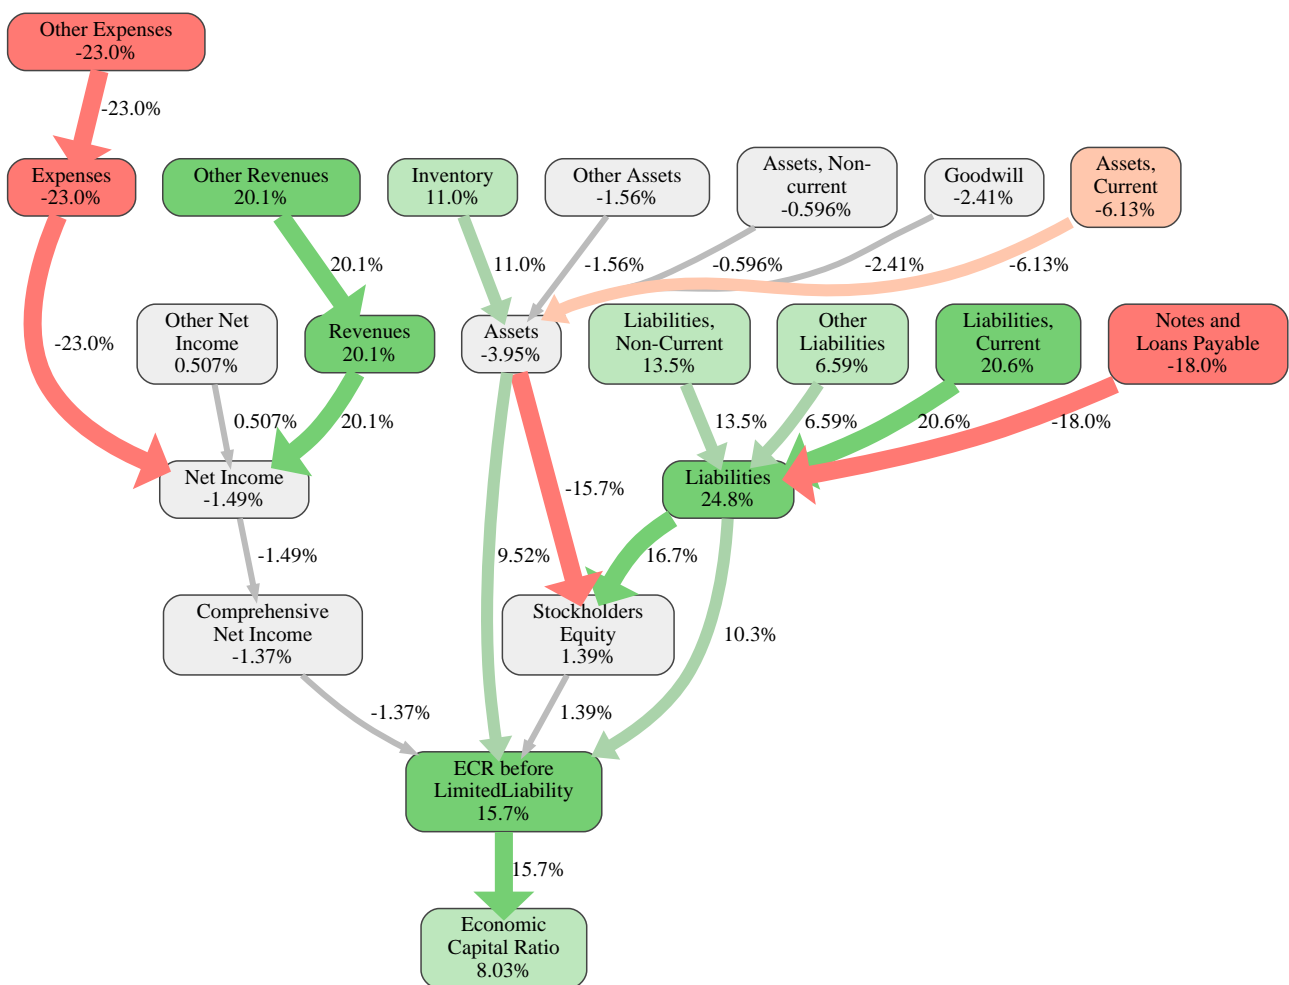 Other Expenses
-23.0%
-23.0%
Expenses
-23.0%
Other Revenues
20.1%
Inventory
11.0%
Other Assets
-1.56%
Assets, Non-
current
-0.596%
Goodwill
-2.41%
Assets,
Current
-6.13%
20.1%
11.0%
-1.56%
-0.596%
-2.41%
-6.13%
-23.0%
Other Net
Income
0.507%
Revenues
20.1%
Assets
-3.95%
Liabilities,
Non-Current
13.5%
Other
Liabilities
6.59%
Liabilities,
Current
20.6%
Notes and
Loans Payable
-18.0%
0.507%
20.1%
13.5%
6.59%
20.6%
-18.0%
Net Income
-1.49%
-15.7%
Liabilities
24.8%
-1.49%
9.52%
16.7%
Comprehensive
Net Income
-1.37%
Stockholders
Equity
1.39%
10.3%
-1.37%
1.39%
ECR before
LimitedLiability
15.7%
15.7%
Economic
Capital Ratio
8.03%